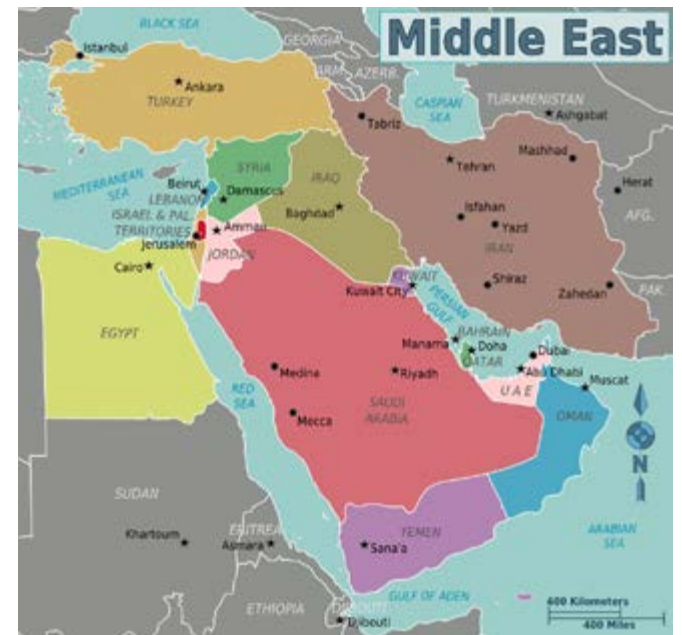 Middle East
BLACK SEA
Istanbul
GEORGIA
ARM.
AZERB.
CASPIAN
SEA
TURKMENISTAN
Ashgabat
Ankara
TURKEY
Tabriz
Tehran
Mashhad
Herat
AFG.
MEDITERRANEAN
SEA
SYRIA
IRAQ
Beirut
LEBANON
Damascus
ISRAEL & PAL.
TERRITORIES
Jerusalem
Amman
JORDAN
Baghdad
Isfahan
Yazd
IRAN
Shiraz
Zahedan
PAK.
Cairo
EGYPT
KUWAIT
Kuwait City
PERSIAN
GULF
BAHRAIN
Manama
Doha
QATAR
Dubai
Abu Dhabi
U A E
Muscat
OMAN
RED
SEA
Medina
Mecca
Riyadh
SAUDI
ARABIA
N
SUDAN
Khartoum
ERITREA
Asmara
YEMEN
Sana'a
ARABIAN
SEA
GULF OF ADEN
ETHIOPIA
DJIBOUTI
Djibouti
400 Kilometers
400 Miles